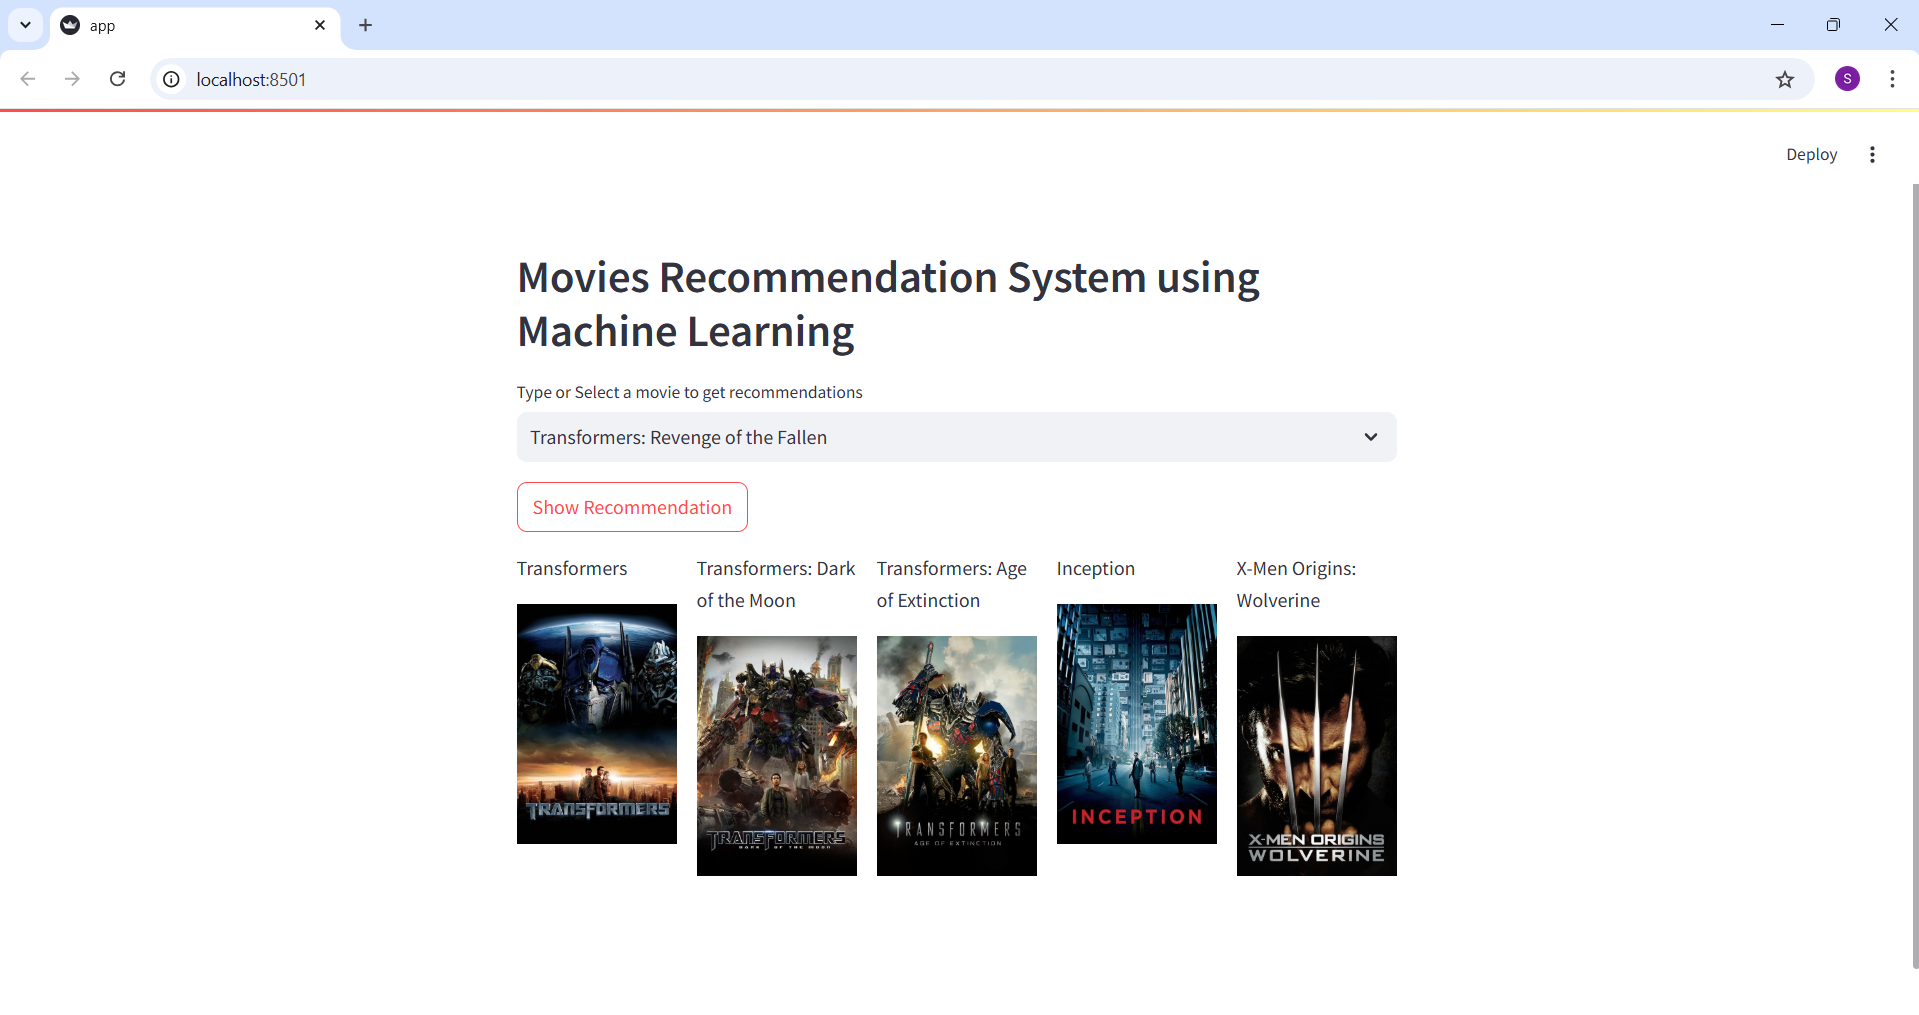 app
localhost:8501
S
Deploy
Movies Recommendation System using
Machine Learning
Type or Select a movie to get recommendations
Transformers: Revenge of the Fallen
Show Recommendation
Transformers
Transformers: Dark
of the Moon
Transformers: Age
of Extinction
Inception
X-Men Origins:
Wolverine
TRANSFORMERS
TRANSFORMERS
DARK OF THE MOON
TRANSFORMERS
AGE OF EXTINCTION
INCEPTION
X-MEN ORIGINS
WOLVERINE